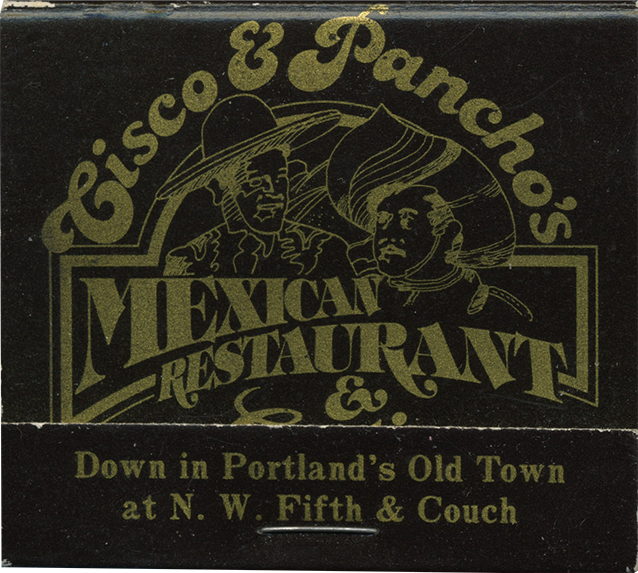 Cisco & Pancho's
MEXICAN
RESTAURANT
&
Down in Portland's Old Town
at N. W. Fifth & Couch